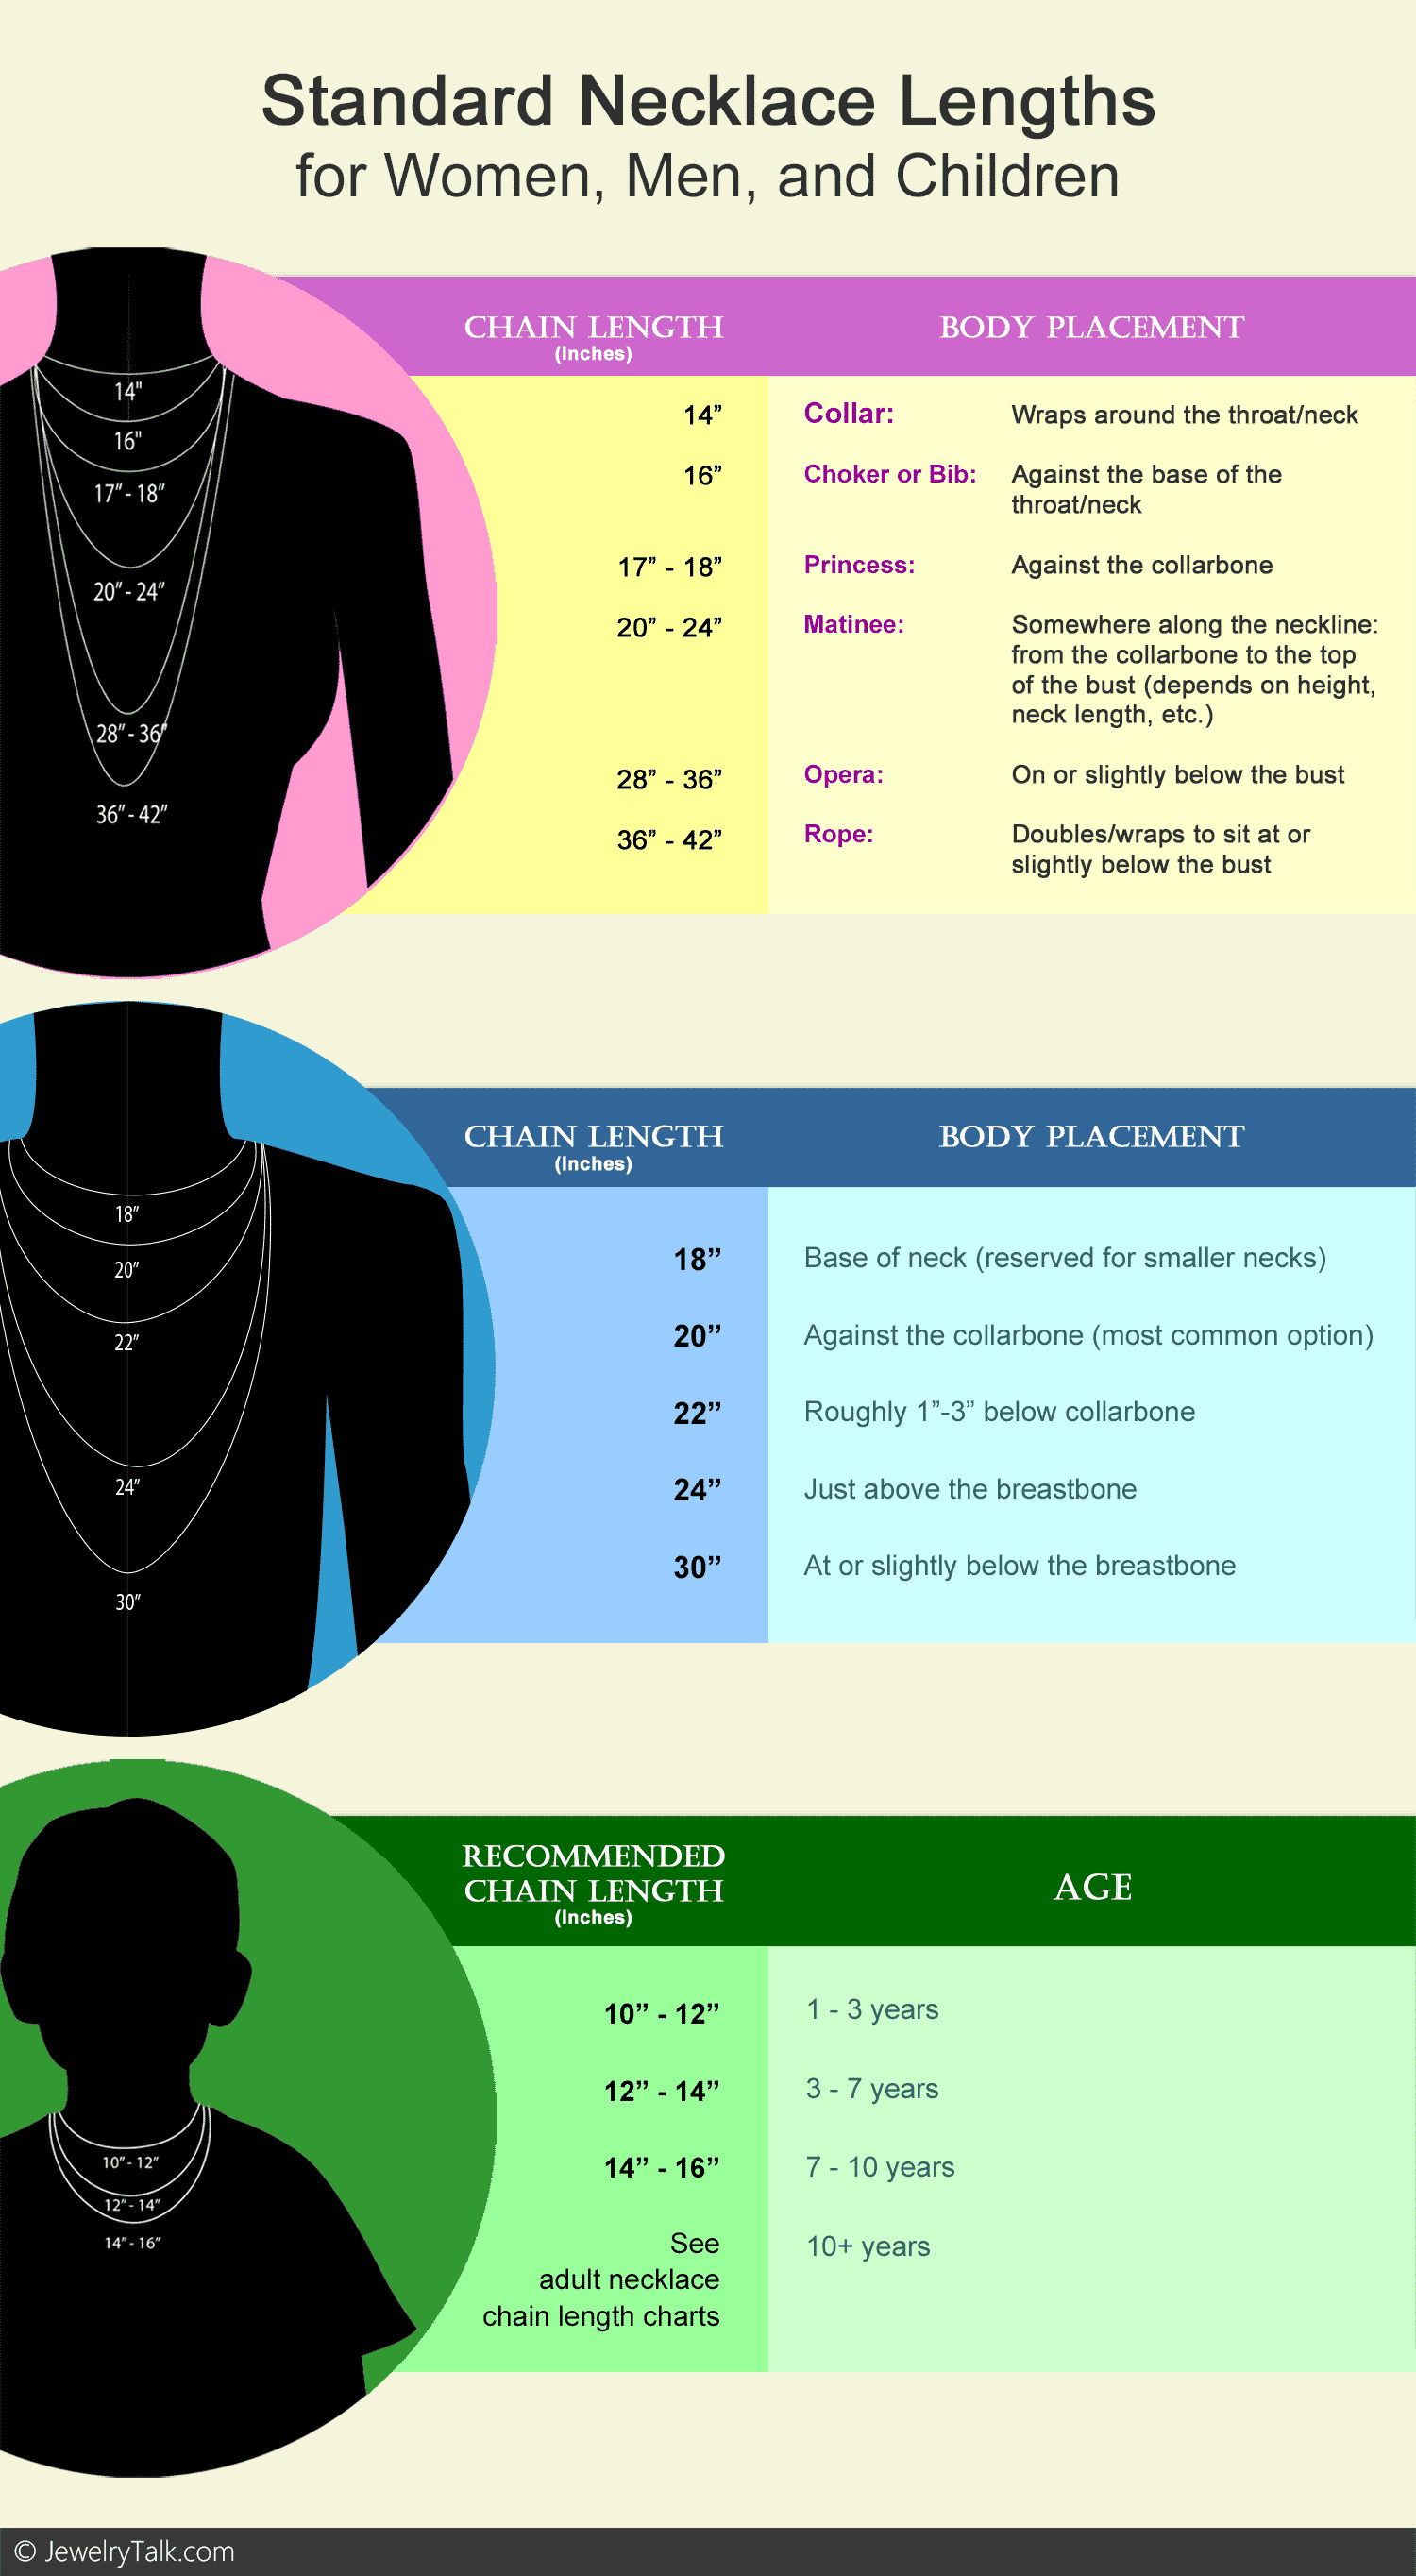 Standard Necklace Lengths
for Women, Men, and Children
CHAIN LENGTH
(Inches)
BODY PLACEMENT
14"
16"
17” - 18”
20” - 24”
28” - 36”
36” - 42”
14” Collar: Wraps around the throat/neck
16” Choker or Bib: Against the base of the
throat/neck
17” - 18” Princess: Against the collarbone
20” - 24” Matinee: Somewhere along the neckline:
from the collarbone to the top
of the bust (depends on height,
neck length, etc.)
28” - 36” Opera: On or slightly below the bust
36” - 42” Rope: Doubles/wraps to sit at or
slightly below the bust
CHAIN LENGTH
(Inches)
BODY PLACEMENT
18”
20”
22”
24”
30”
18” Base of neck (reserved for smaller necks)
20” Against the collarbone (most common option)
22” Roughly 1”-3” below collarbone
24” Just above the breastbone
30” At or slightly below the breastbone
RECOMMENDED
CHAIN LENGTH
(Inches)
AGE
10” - 12”
12” - 14”
14” - 16”
10” - 12” 1 - 3 years
12” - 14” 3 - 7 years
14” - 16” 7 - 10 years
See 10+ years
adult necklace
chain length charts
© JewelryTalk.com